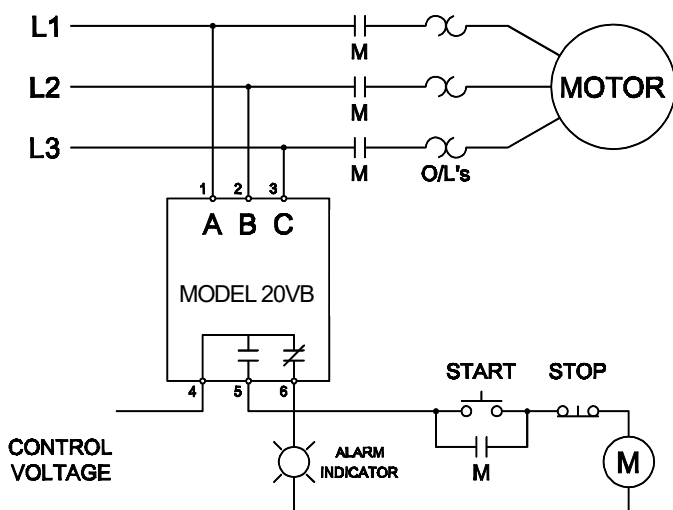 L1
M
L2
MOTOR
M
L3
M
O/L's
1 2 3
A B C
MODEL 20VB
4 5 6
START STOP
CONTROL
VOLTAGE
ALARM
INDICATOR
M
M